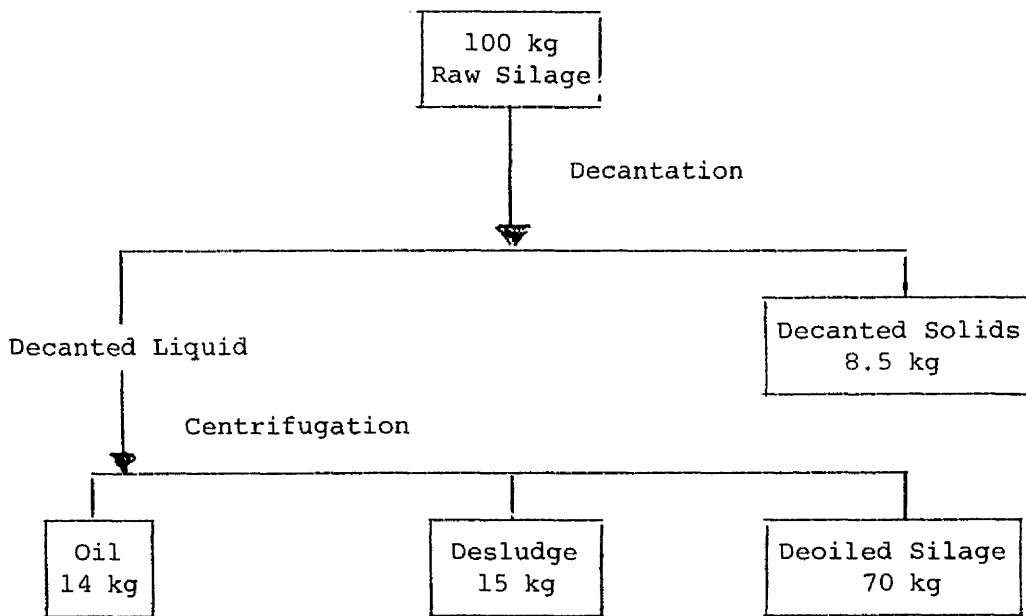 100 kg
Raw Silage
Decantation
Decanted Liquid
Decanted Solids
8.5 kg
Centrifugation
Oil
14 kg
Desludge
15 kg
Deoiled Silage
70 kg